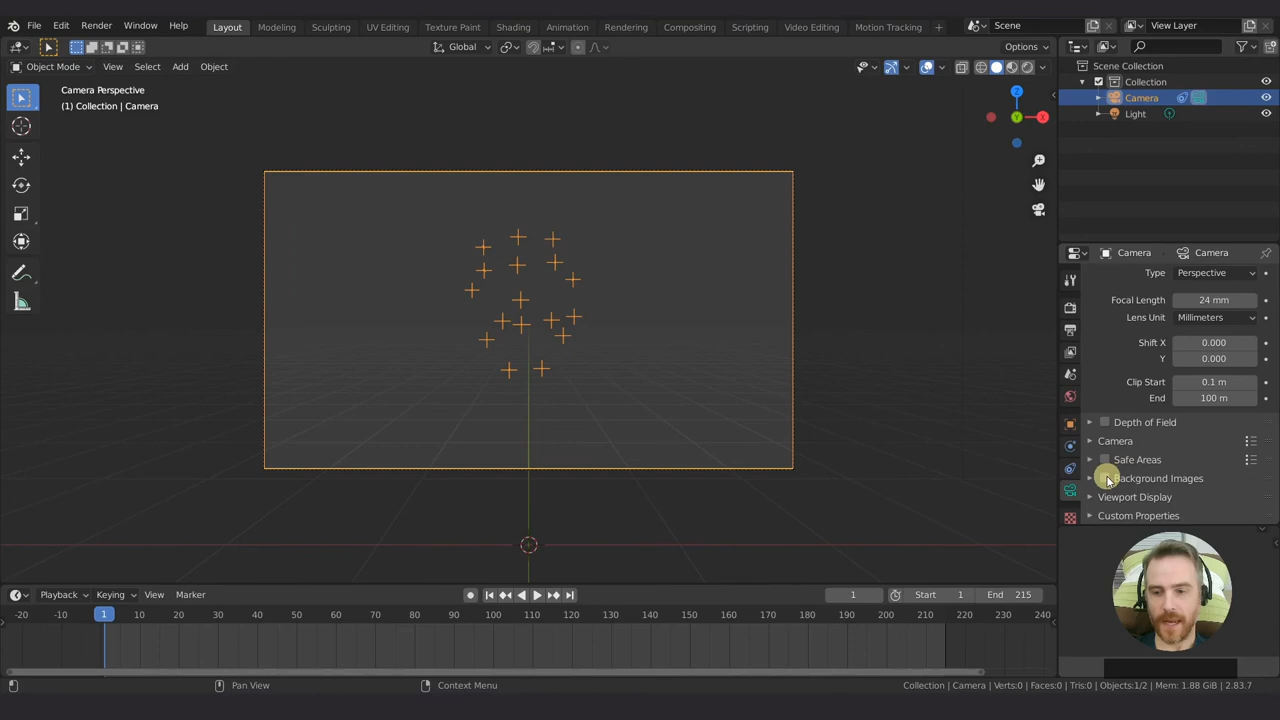 File Edit Render Window Help Layout Modeling Sculpting UV Editing Texture Paint Shading Animation Rendering Compositing Scripting Video Editing Motion Tracking + Scene View Layer
Global Options
Object Mode View Select Add Object
Camera Perspective
(1) Collection | Camera
Z
Y
X
Scene Collection
Collection
Camera
Light
Camera Camera
Type Perspective
Focal Length 24 mm
Lens Unit Millimeters
Shift X 0.000
Y 0.000
Clip Start 0.1 m
End 100 m
Depth of Field
Camera
Safe Areas
Background Images
Viewport Display
Custom Properties
Playback Keying View Marker 1 Start 1 End 215
-20 -10 1 10 20 30 40 50 60 70 80 90 100 110 120 130 140 150 160 170 180 190 200 210 220 230 240
Pan View Context Menu Collection | Camera | Verts:0 | Faces:0 | Tris:0 | Objects:1/2 | Mem: 1.88 GiB | 2.83.7